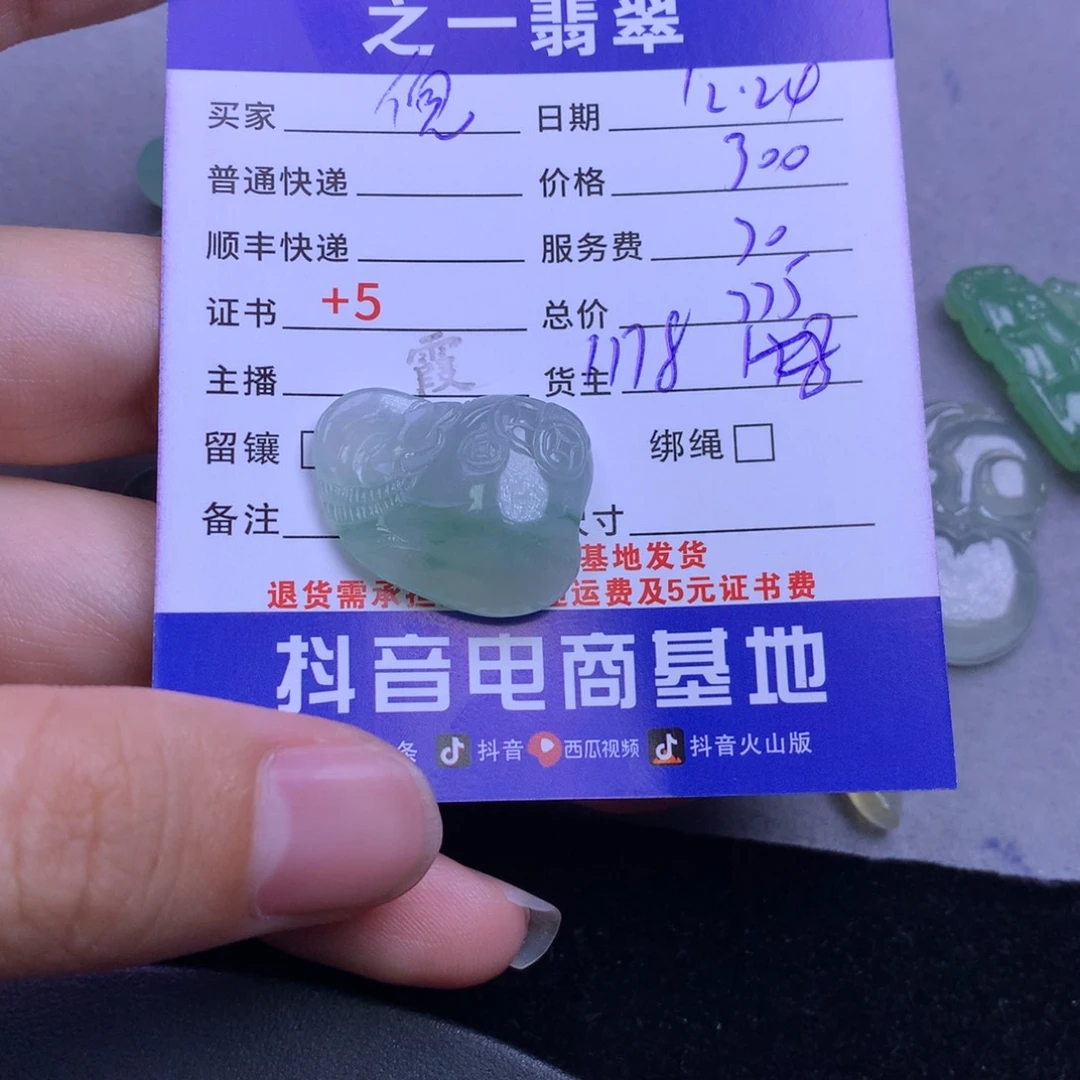 之一翡翠
买家 倪 日期 12.24
普通快递 价格 300
顺丰快递 服务费
证书 +5 总价
主播 霞 货主 1178
留镶 绑绳
备注 寸
基地发货
退货需承 运费及5元证书费
抖音电商基地
条 抖音 西瓜视频 抖音火山版